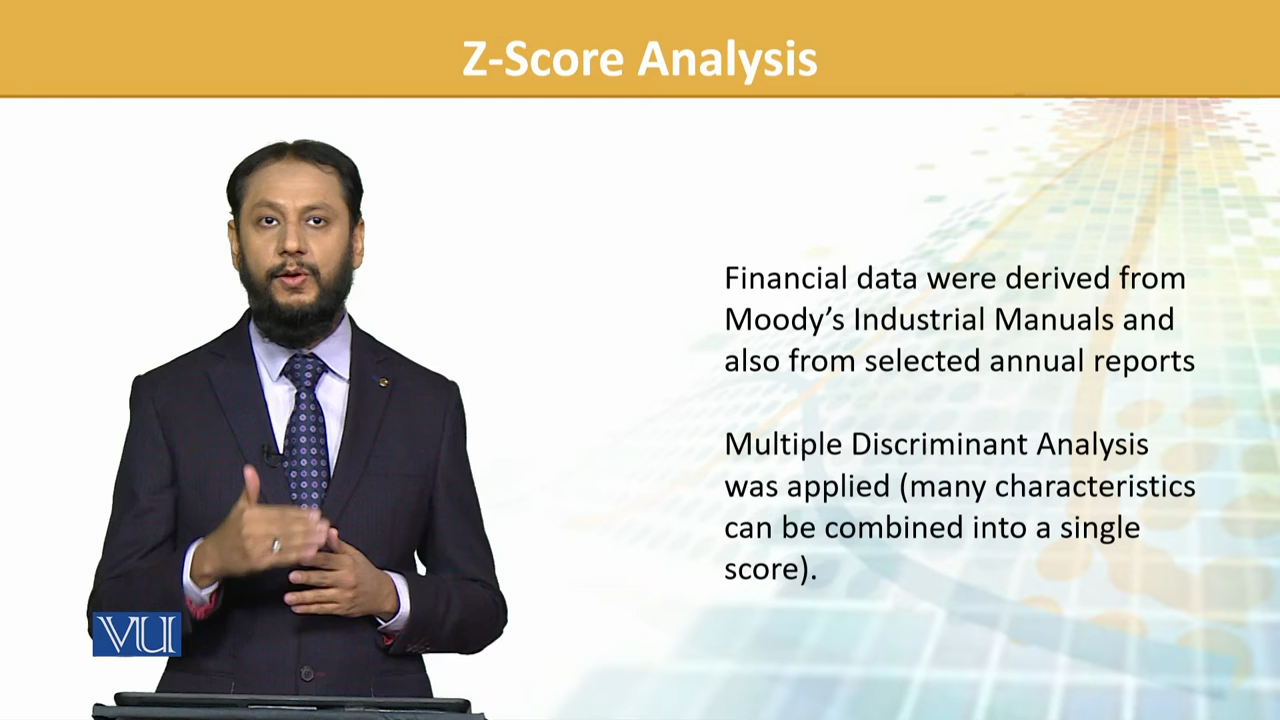 Z-Score Analysis
Financial data were derived from
Moody’s Industrial Manuals and
also from selected annual reports
Multiple Discriminant Analysis
was applied (many characteristics
can be combined into a single
score).
VU